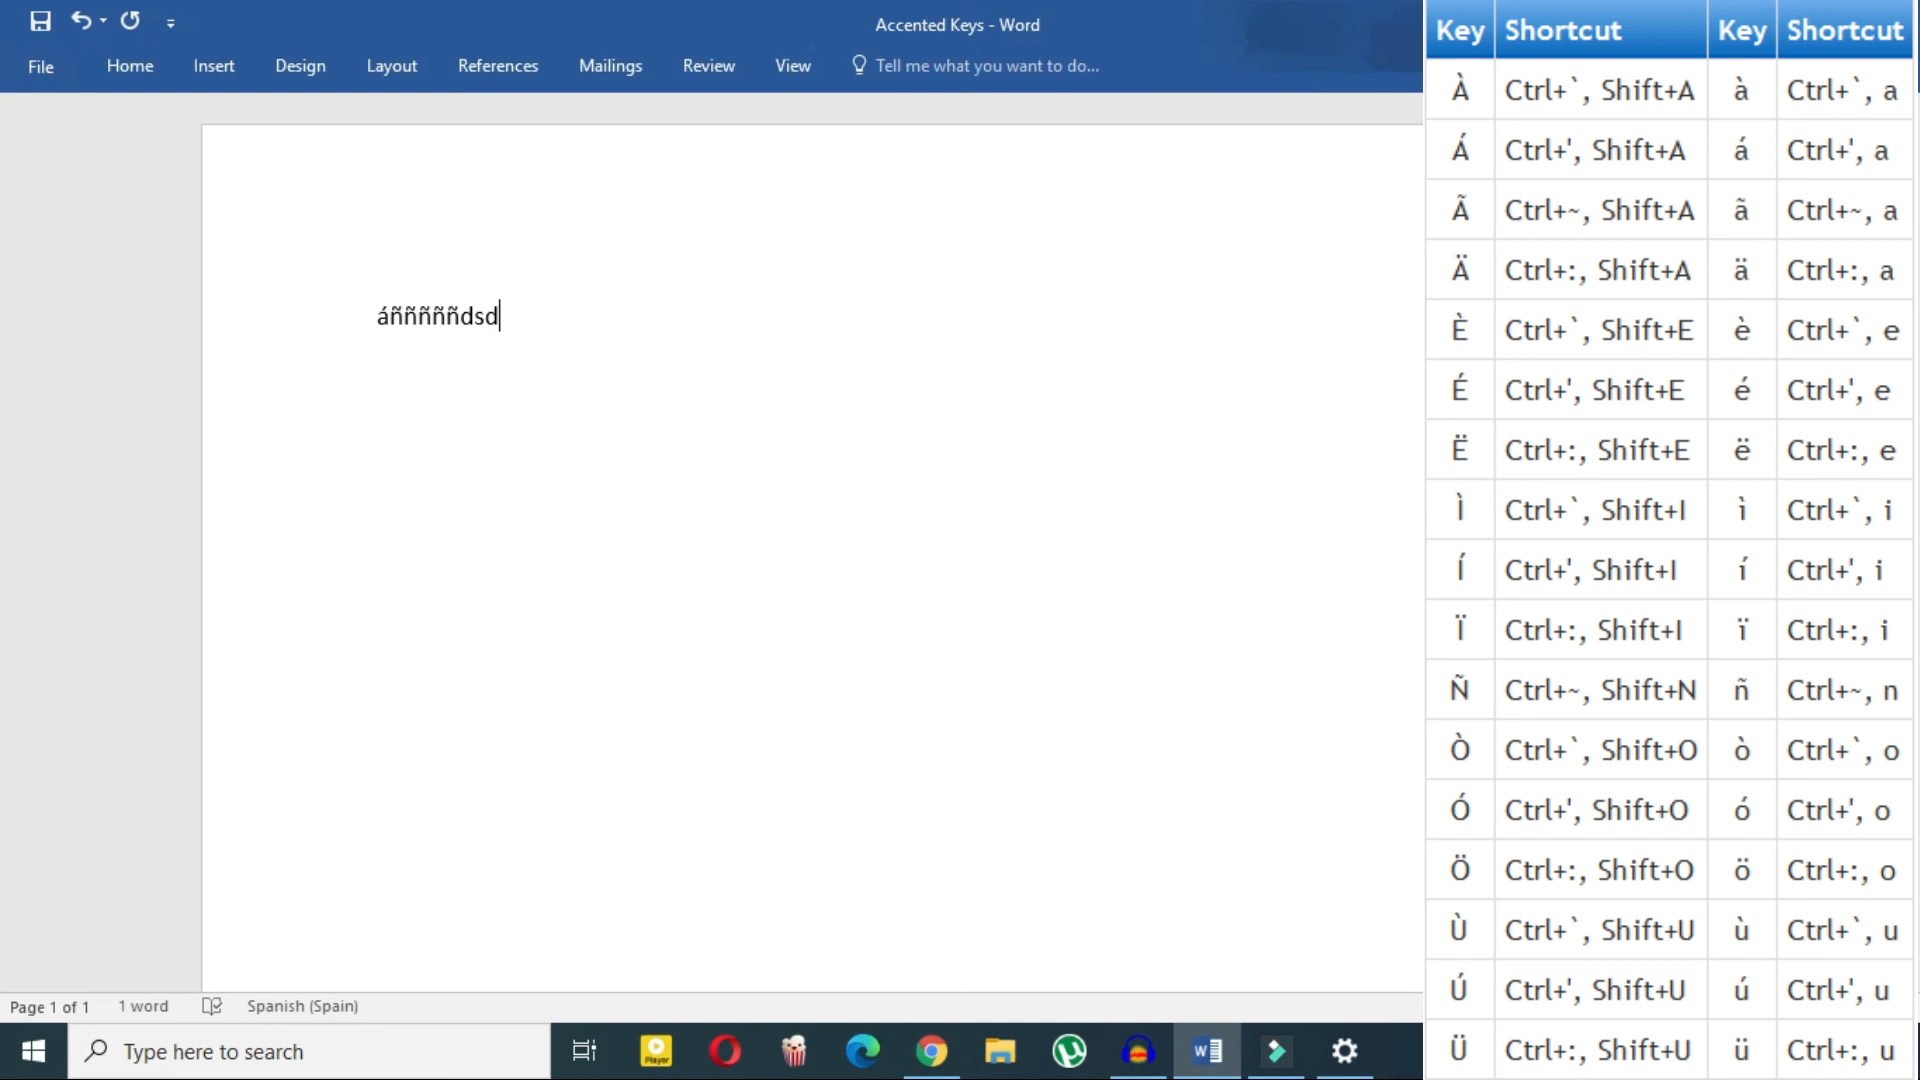 Accented Keys - Word
File Home Insert Design Layout References Mailings Review View Tell me what you want to do...
áññññññdsd
Page 1 of 1 1 word Spanish (Spain)
Type here to search
Player
Key Shortcut Key Shortcut
À Ctrl+`, Shift+A à Ctrl+`, a
Á Ctrl+', Shift+A á Ctrl+', a
Ã Ctrl+~, Shift+A ã Ctrl+~, a
Ä Ctrl+:, Shift+A ä Ctrl+:, a
È Ctrl+`, Shift+E è Ctrl+`, e
É Ctrl+', Shift+E é Ctrl+', e
Ë Ctrl+:, Shift+E ë Ctrl+:, e
Ì Ctrl+`, Shift+I ì Ctrl+`, i
Í Ctrl+', Shift+I í Ctrl+', i
Ï Ctrl+:, Shift+I ï Ctrl+:, i
Ñ Ctrl+~, Shift+N ñ Ctrl+~, n
Ò Ctrl+`, Shift+O ò Ctrl+`, o
Ó Ctrl+', Shift+O ó Ctrl+', o
Ö Ctrl+:, Shift+O ö Ctrl+:, o
Ù Ctrl+`, Shift+U ù Ctrl+`, u
Ú Ctrl+', Shift+U ú Ctrl+', u
Ü Ctrl+:, Shift+U ü Ctrl+:, u